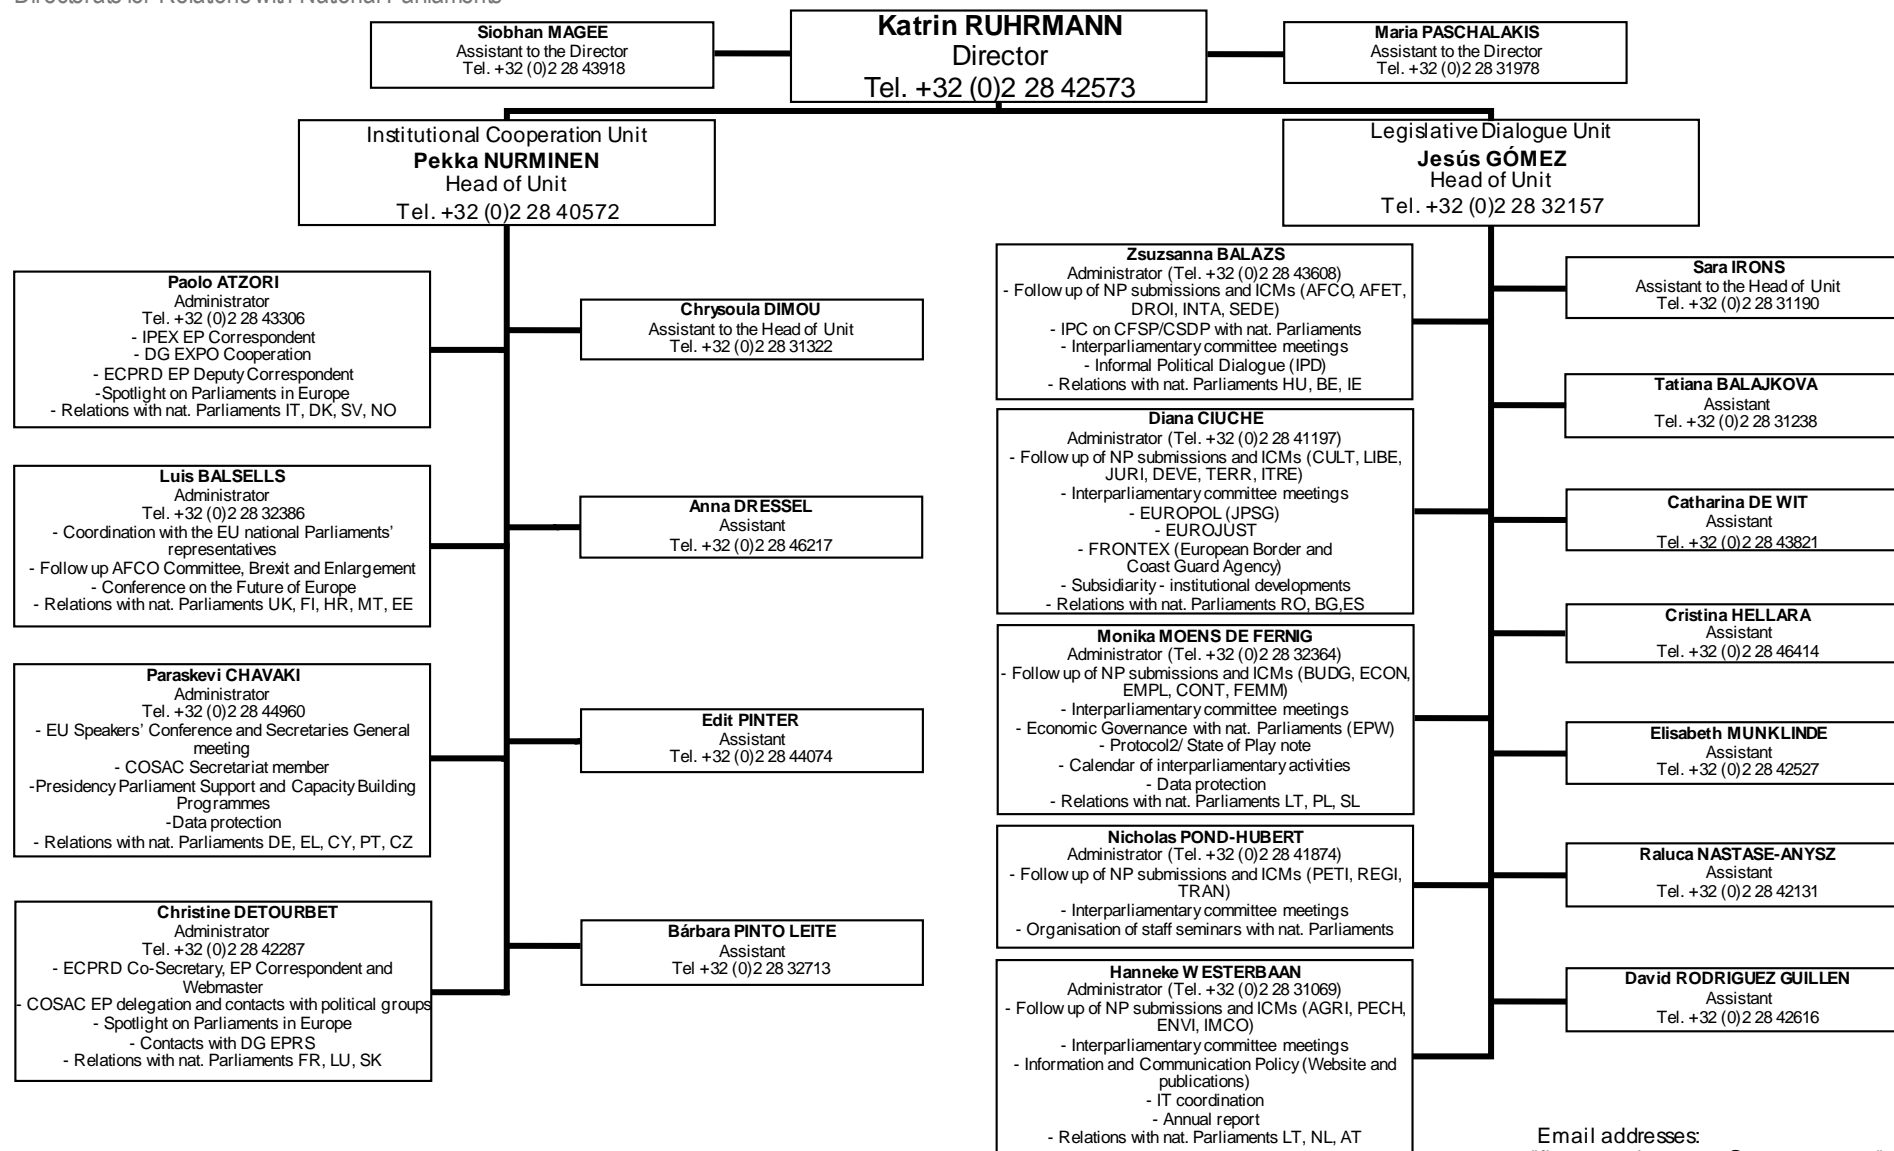 Directorate for Relations with National Parliaments
Siobhan MAGEE
Assistant to the Director
Tel. +32 (0)2 28 43918
Katrin RUHRMANN
Director
Tel. +32 (0)2 28 42573
Maria PASCHALAKIS
Assistant to the Director
Tel. +32 (0)2 28 31978
Institutional Cooperation Unit
Pekka NURMINEN
Head of Unit
Tel. +32 (0)2 28 40572
Legislative Dialogue Unit
Jesús GÓMEZ
Head of Unit
Tel. +32 (0)2 28 32157
Paolo ATZORI
Administrator
Tel. +32 (0)2 28 43306
- IPEX EP Correspondent
- DG EXPO Cooperation
- ECPRD EP Deputy Correspondent
-Spotlight on Parliaments in Europe
- Relations with nat. Parliaments IT, DK, SV, NO
Luis BALSELLS
Administrator
Tel. +32 (0)2 28 32386
- Coordination with the EU national Parliaments’
representatives
- Follow up AFCO Committee, Brexit and Enlargement
- Conference on the Future of Europe
- Relations with nat. Parliaments UK, FI, HR, MT, EE
Paraskevi CHAVAKI
Administrator
Tel. +32 (0)2 28 44960
- EU Speakers’ Conference and Secretaries General
meeting
- COSAC Secretariat member
-Presidency Parliament Support and Capacity Building
Programmes
-Data protection
- Relations with nat. Parliaments DE, EL, CY, PT, CZ
Christine DETOURBET
Administrator
Tel. +32 (0)2 28 42287
- ECPRD Co-Secretary, EP Correspondent and
Webmaster
- COSAC EP delegation and contacts with political groups
- Spotlight on Parliaments in Europe
- Contacts with DG EPRS
- Relations with nat. Parliaments FR, LU, SK
Chrysoula DIMOU
Assistant to the Head of Unit
Tel. +32 (0)2 28 31322
Anna DRESSEL
Assistant
Tel. +32 (0)2 28 46217
Edit PINTER
Assistant
Tel. +32 (0)2 28 44074
Bárbara PINTO LEITE
Assistant
Tel +32 (0)2 28 32713
Zsuzsanna BALAZS
Administrator (Tel. +32 (0)2 28 43608)
- Follow up of NP submissions and ICMs (AFCO, AFET,
DROI, INTA, SEDE)
- IPC on CFSP/CSDP with nat. Parliaments
- Interparliamentary committee meetings
- Informal Political Dialogue (IPD)
- Relations with nat. Parliaments HU, BE, IE
Diana CIUCHE
Administrator (Tel. +32 (0)2 28 41197)
- Follow up of NP submissions and ICMs (CULT, LIBE,
JURI, DEVE, TERR, ITRE)
- Interparliamentary committee meetings
- EUROPOL (JPSG)
- EUROJUST
- FRONTEX (European Border and
Coast Guard Agency)
- Subsidiarity - institutional developments
- Relations with nat. Parliaments RO, BG,ES
Monika MOENS DE FERNIG
Administrator (Tel. +32 (0)2 28 32364)
- Follow up of NP submissions and ICMs (BUDG, ECON,
EMPL, CONT, FEMM)
- Interparliamentary committee meetings
- Economic Governance with nat. Parliaments (EPW)
- Protocol2/ State of Play note
- Calendar of interparliamentary activities
- Data protection
- Relations with nat. Parliaments LT, PL, SL
Nicholas POND-HUBERT
Administrator (Tel. +32 (0)2 28 41874)
- Follow up of NP submissions and ICMs (PETI, REGI,
TRAN)
- Interparliamentary committee meetings
- Organisation of staff seminars with nat. Parliaments
Hanneke WESTERBAAN
Administrator (Tel. +32 (0)2 28 31069)
- Follow up of NP submissions and ICMs (AGRI, PECH,
ENVI, IMCO)
- Interparliamentary committee meetings
- Information and Communication Policy (Website and
publications)
- IT coordination
- Annual report
- Relations with nat. Parliaments LT, NL, AT
Sara IRONS
Assistant to the Head of Unit
Tel. +32 (0)2 28 31190
Tatiana BALAJKOVA
Assistant
Tel. +32 (0)2 28 31238
Catharina DE WIT
Assistant
Tel. +32 (0)2 28 43821
Cristina HELLARA
Assistant
Tel. +32 (0)2 28 46414
Elisabeth MUNKLINDE
Assistant
Tel. +32 (0)2 28 42527
Raluca NASTASE-ANYSZ
Assistant
Tel. +32 (0)2 28 42131
David RODRIGUEZ GUILLEN
Assistant
Tel. +32 (0)2 28 42616
Email addresses: